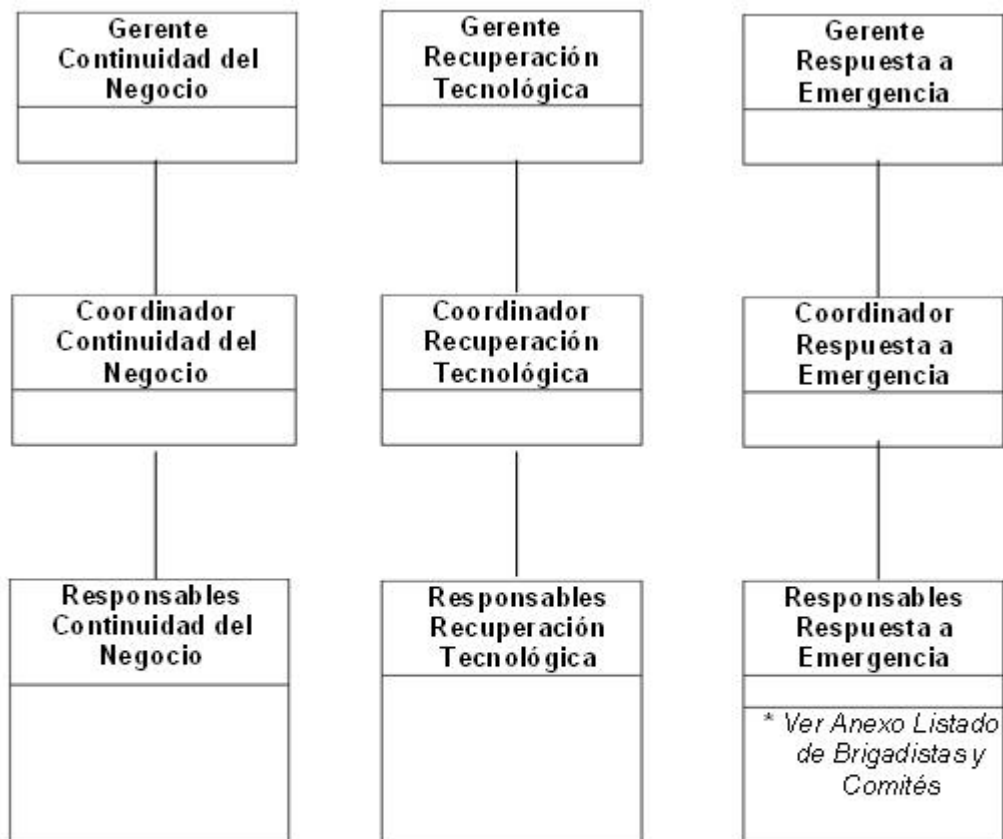 Gerente
Continuidad del
Negocio
Gerente
Recuperación
Tecnológica
Gerente
Respuesta a
Emergencia
Coordinador
Continuidad del
Negocio
Coordinador
Recuperación
Tecnológica
Coordinador
Respuesta a
Emergencia
Responsables
Continuidad del
Negocio
Responsables
Recuperación
Tecnológica
Responsables
Respuesta a
Emergencia
* Ver Anexo Listado
de Brigadistas y
Comités